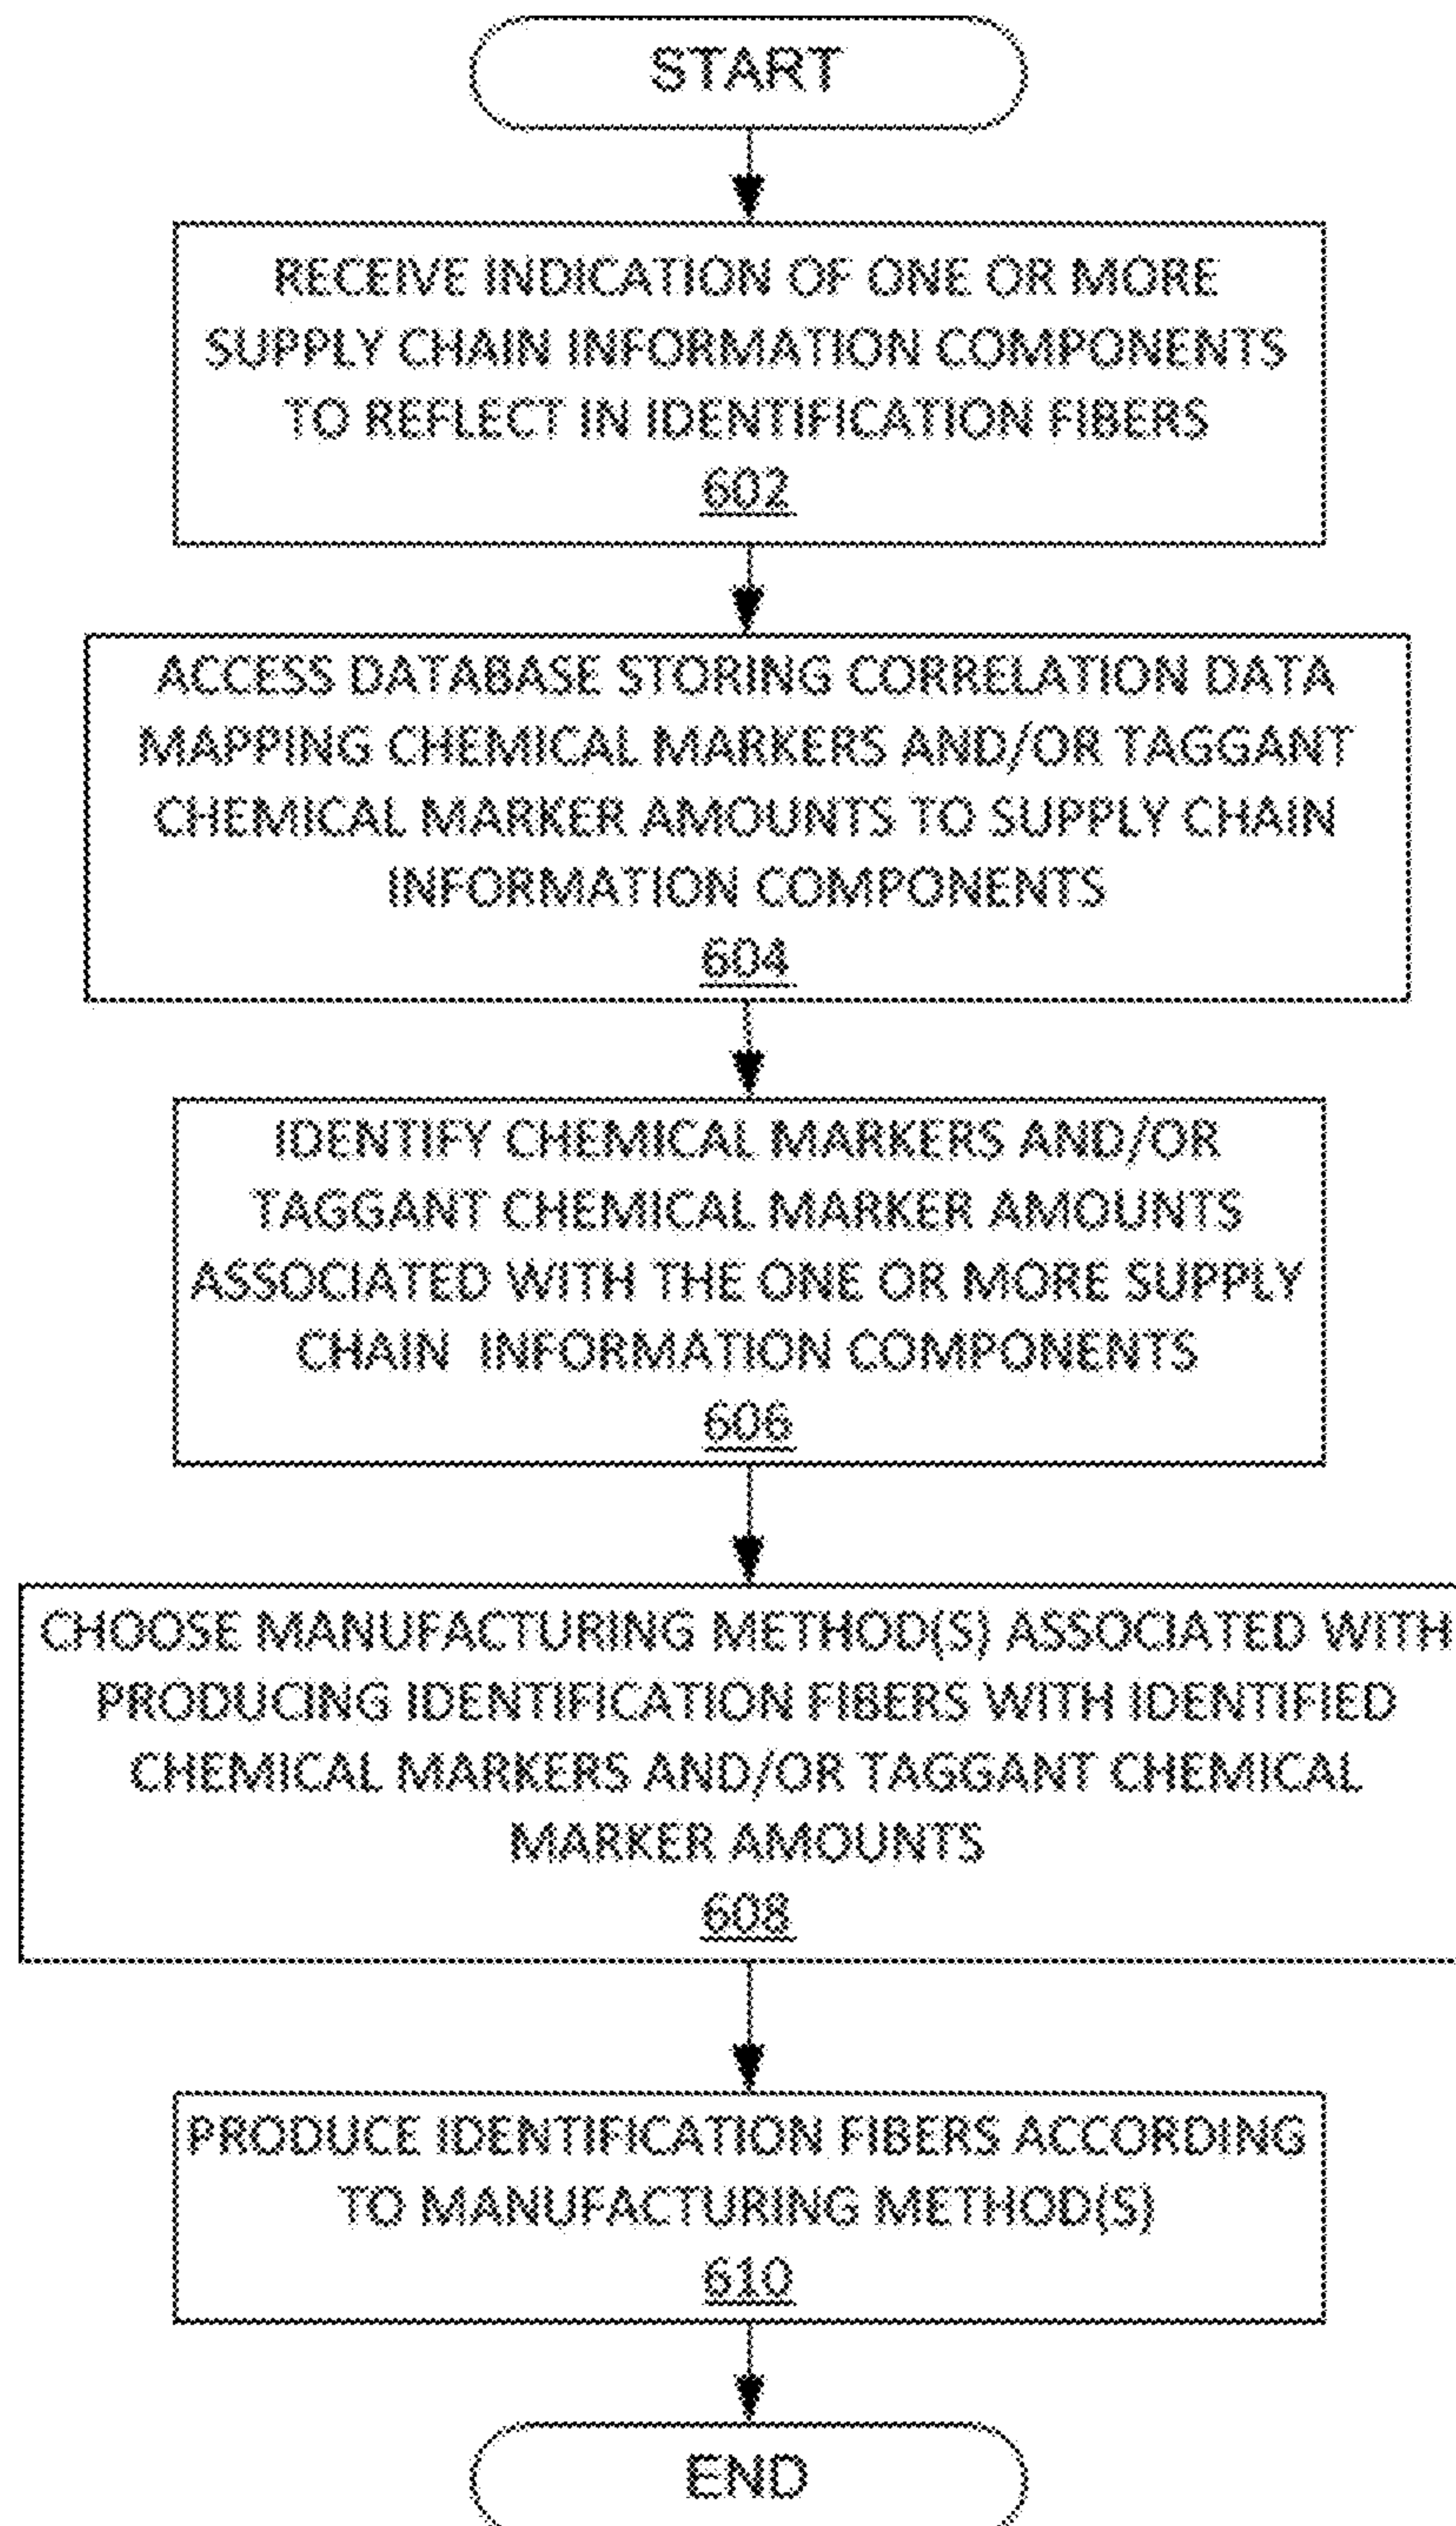 START
RECEIVE INDICATION OF ONE OR MORE
SUPPLY CHAIN INFORMATION COMPONENTS
TO REFLECT IN IDENTIFICATION FIBERS
602
ACCESS DATABASE STORING CORRELATION DATA
MAPPING CHEMICAL MARKERS AND/OR TAGGANT
CHEMICAL MARKER AMOUNTS TO SUPPLY CHAIN
INFORMATION COMPONENTS
604
IDENTIFY CHEMICAL MARKERS AND/OR
TAGGANT CHEMICAL MARKER AMOUNTS
ASSOCIATED WITH THE ONE OR MORE SUPPLY
CHAIN INFORMATION COMPONENTS
606
CHOOSE MANUFACTURING METHOD(S) ASSOCIATED WITH
PRODUCING IDENTIFICATION FIBERS WITH IDENTIFIED
CHEMICAL MARKERS AND/OR TAGGANT CHEMICAL
MARKER AMOUNTS
608
PRODUCE IDENTIFICATION FIBERS ACCORDING
TO MANUFACTURING METHOD(S)
610
END